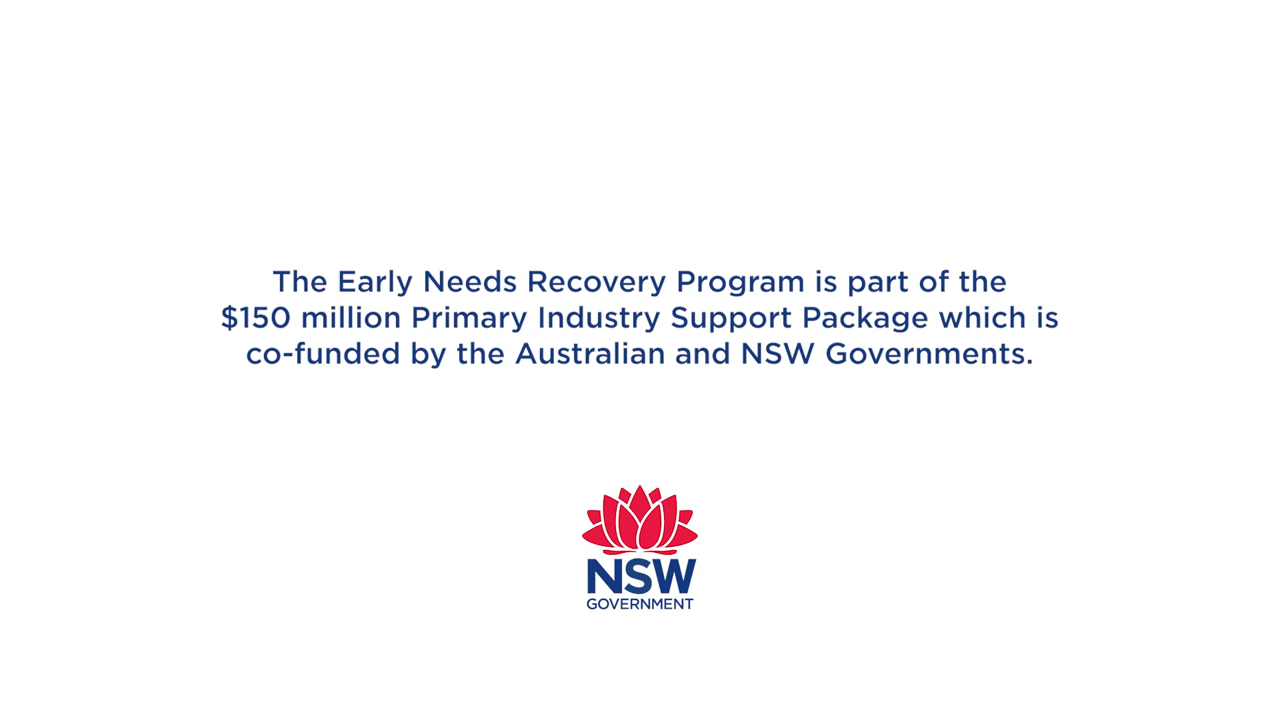 The Early Needs Recovery Program is part of the
$150 million Primary Industry Support Package which is
co-funded by the Australian and NSW Governments.
NSW
GOVERNMENT